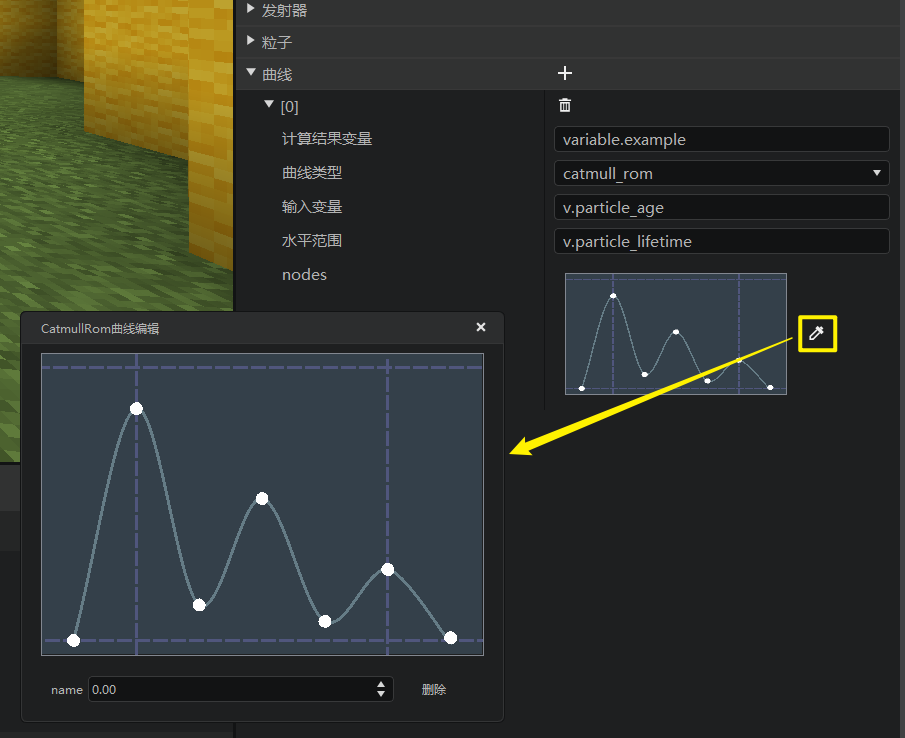 发射器
粒子
曲线
[0]
计算结果变量
variable.example
曲线类型
catmull_rom
输入变量
v.particle_age
水平范围
v.particle_lifetime
nodes
CatmullRom曲线编辑
name
0.00
删除